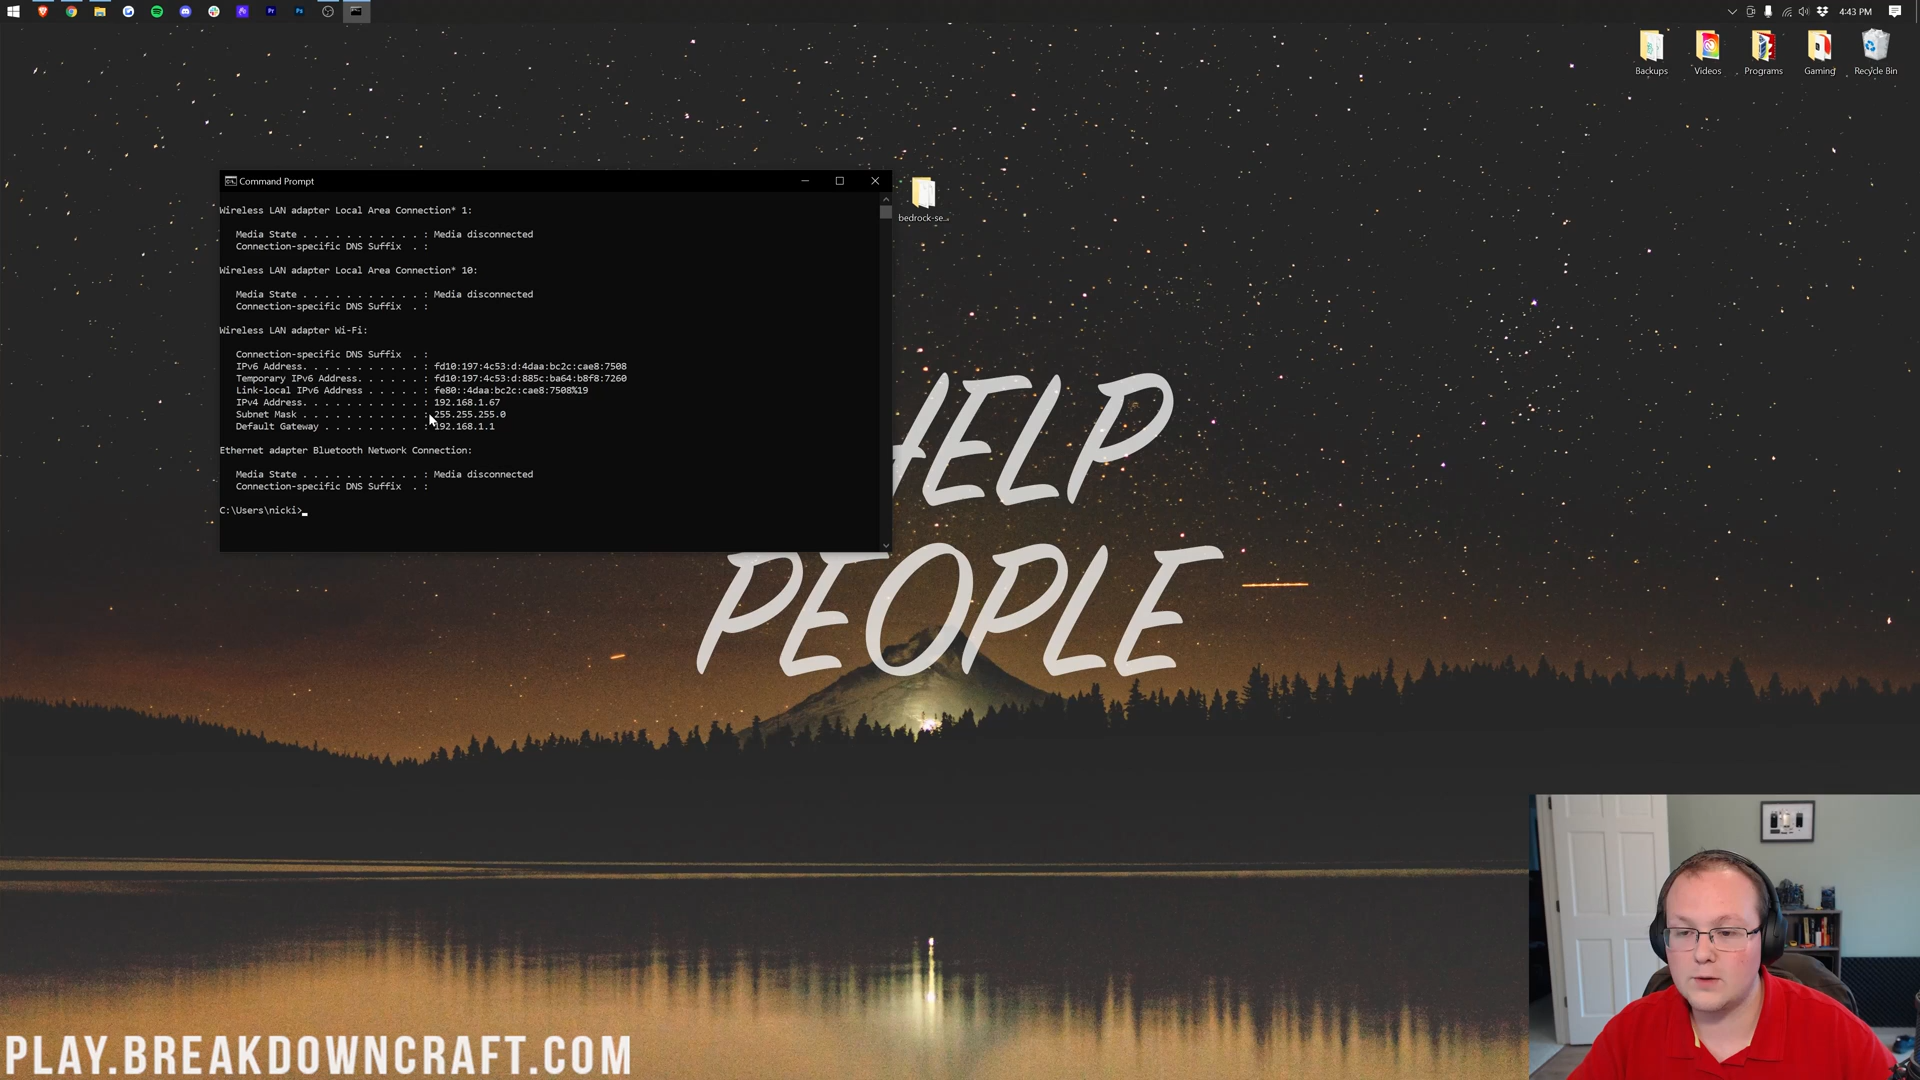 4:43 PM
Backups
Videos
Programs
Gaming
Recycle Bin
Command Prompt
bedrock-se...
Wireless LAN adapter Local Area Connection* 1:
Media State . . . . . . . . . . . : Media disconnected
Connection-specific DNS Suffix  . :
Wireless LAN adapter Local Area Connection* 10:
Media State . . . . . . . . . . . : Media disconnected
Connection-specific DNS Suffix  . :
Wireless LAN adapter Wi-Fi:
Connection-specific DNS Suffix  . :
IPv6 Address. . . . . . . . . . . : fd10:197:4c53:d:4daa:bc2c:cae8:7508
Temporary IPv6 Address. . . . . . : fd10:197:4c53:d:885c:ba64:b8f8:7260
Link-local IPv6 Address . . . . . : fe80::4daa:bc2c:cae8:7508%19
IPv4 Address. . . . . . . . . . . : 192.168.1.67
Subnet Mask . . . . . . . . . . . : 255.255.255.0
Default Gateway . . . . . . . . . : 192.168.1.1
Ethernet adapter Bluetooth Network Connection:
Media State . . . . . . . . . . . : Media disconnected
Connection-specific DNS Suffix  . :
C:\Users\nicki>
HELP
PEOPLE
PLAY.BREAKDOWNCRAFT.COM